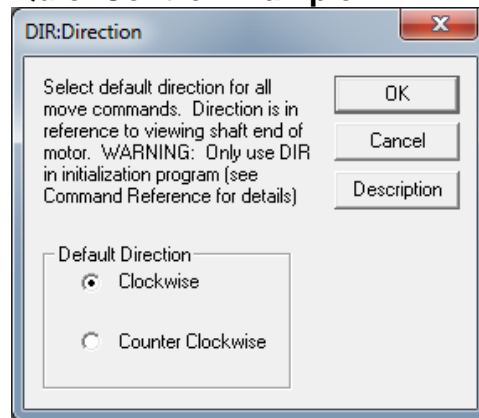 DIR:Direction
Select default direction for all
move commands. Direction is in
reference to viewing shaft end of
motor. WARNING: Only use DIR
in initialization program (see
Command Reference for details)
OK
Cancel
Description
Default Direction
Clockwise
Counter Clockwise